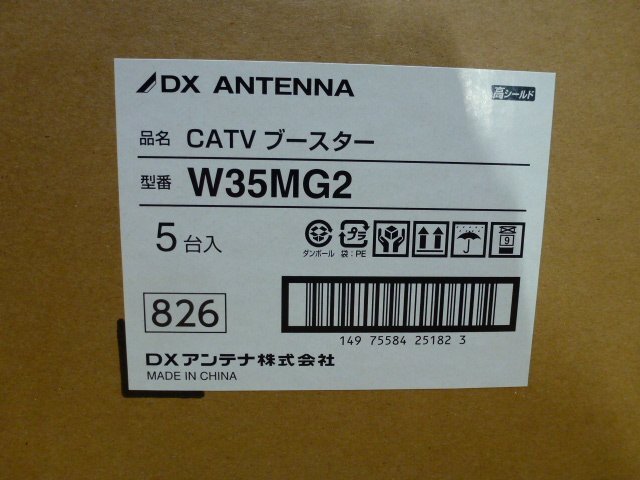 DX ANTENNA
高シールド
品名 CATV ブースター
型番 W35MG2
5台入
ダンボール 袋:PE
プラ
9
826
149 75584 25182 3
DXアンテナ株式会社
MADE IN CHINA